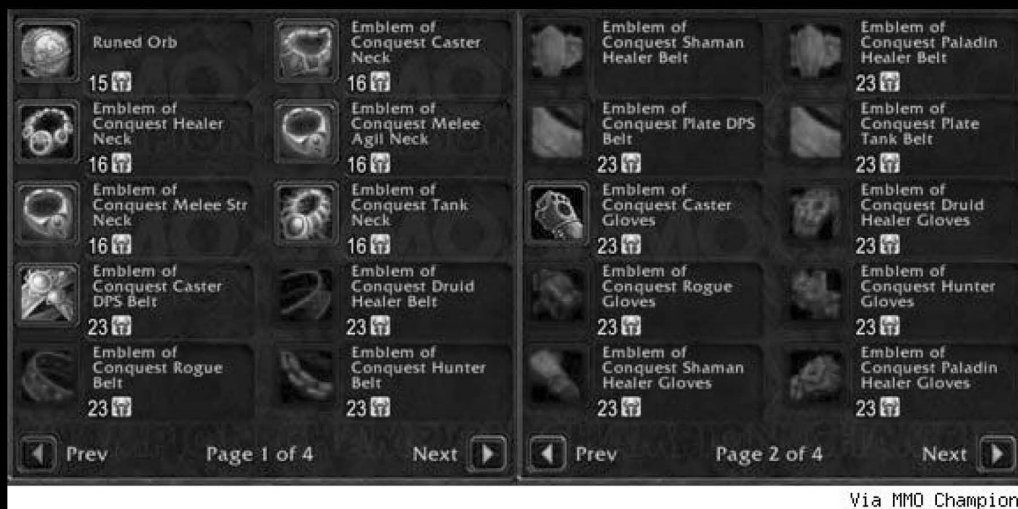 Runed Orb
15
Emblem of
Conquest Caster
Neck
16
Emblem of
Conquest Healer
Neck
16
Emblem of
Conquest Melee
Agil Neck
16
Emblem of
Conquest Melee Str
Neck
16
Emblem of
Conquest Tank
Neck
16
Emblem of
Conquest Caster
DPS Belt
23
Emblem of
Conquest Druid
Healer Belt
23
Emblem of
Conquest Rogue
Belt
23
Emblem of
Conquest Hunter
Belt
23
Prev
Page 1 of 4
Next
Emblem of
Conquest Shaman
Healer Belt
Emblem of
Conquest Paladin
Healer Belt
23
Emblem of
Conquest Plate DPS
Belt
23
Emblem of
Conquest Plate
Tank Belt
23
Emblem of
Conquest Caster
Gloves
23
Emblem of
Conquest Druid
Healer Gloves
23
Emblem of
Conquest Rogue
Gloves
23
Emblem of
Conquest Hunter
Gloves
23
Emblem of
Conquest Shaman
Healer Gloves
23
Emblem of
Conquest Paladin
Healer Gloves
23
Prev
Page 2 of 4
Next
Via MMO Champion